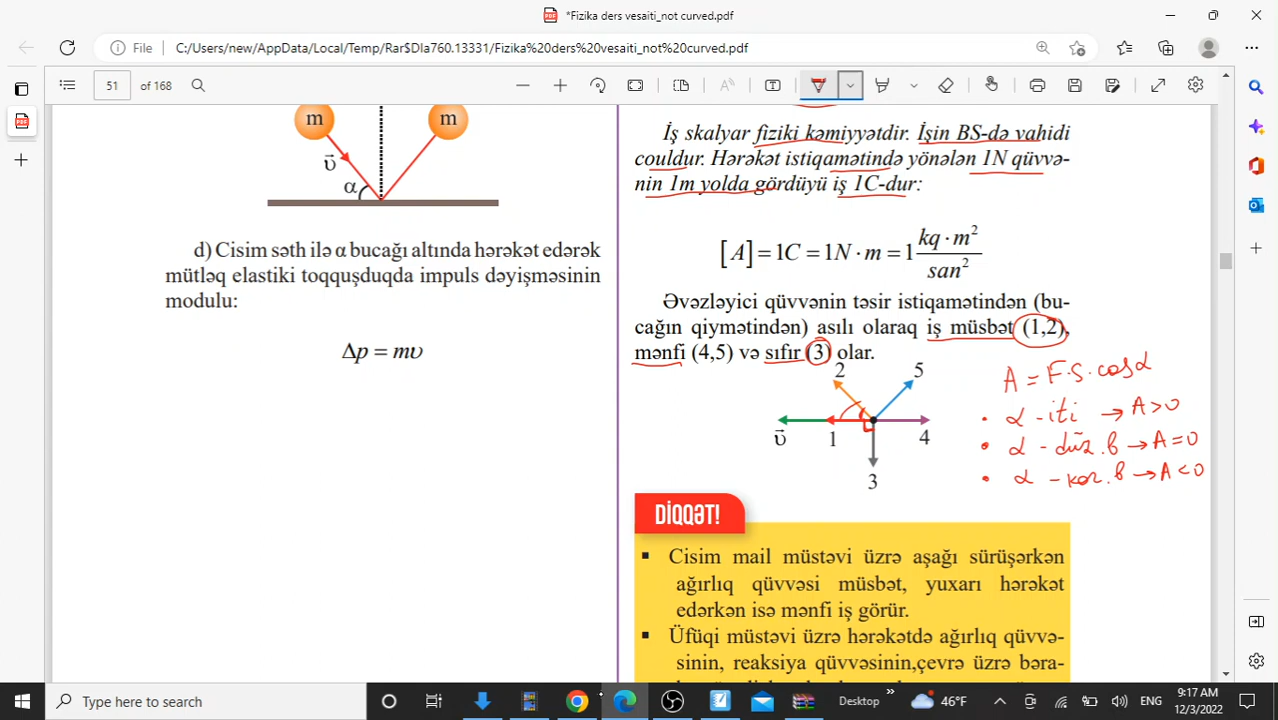 *Fizika ders vesaiti_not curved.pdf
File
C:/Users/new/AppData/Local/Temp/Rar$DIa760.13331/Fizika%20ders%20vesaiti_not%20curved.pdf
51 of 168
m
m
υ⃗
α
d) Cisim səth ilə α bucağı altında hərəkət edərək
mütləq elastiki toqquşduqda impuls dəyişməsinin
modulu:
Δp = mυ
İş skalyar fiziki kəmiyyətdir. İşin BS-də vahidi
couldur. Hərəkət istiqamətində yönələn 1N qüvvə-
nin 1m yolda gördüyü iş 1C-dur:
[A] = 1C = 1N · m = 1 kq · m² / san²
Əvəzləyici qüvvənin təsir istiqamətindən (bu-
cağın qiymətindən) asılı olaraq iş müsbət (1,2),
mənfi (4,5) və sıfır (3) olar.
2
5
υ⃗
1
4
3
A = F·S·cosα
• α - iti → A>0
• α - düz.b → A=0
• α - kor.b → A<0
DİQQƏT!
▪ Cisim mail müstəvi üzrə aşağı sürüşərkən
ağırlıq qüvvəsi müsbət, yuxarı hərəkət
edərkən isə mənfi iş görür.
▪ Üfüqi müstəvi üzrə hərəkətdə ağırlıq qüvvə-
sinin, reaksiya qüvvəsinin,çevrə üzrə bəra-
Type here to search
Desktop
46°F
ENG
9:17 AM
12/3/2022